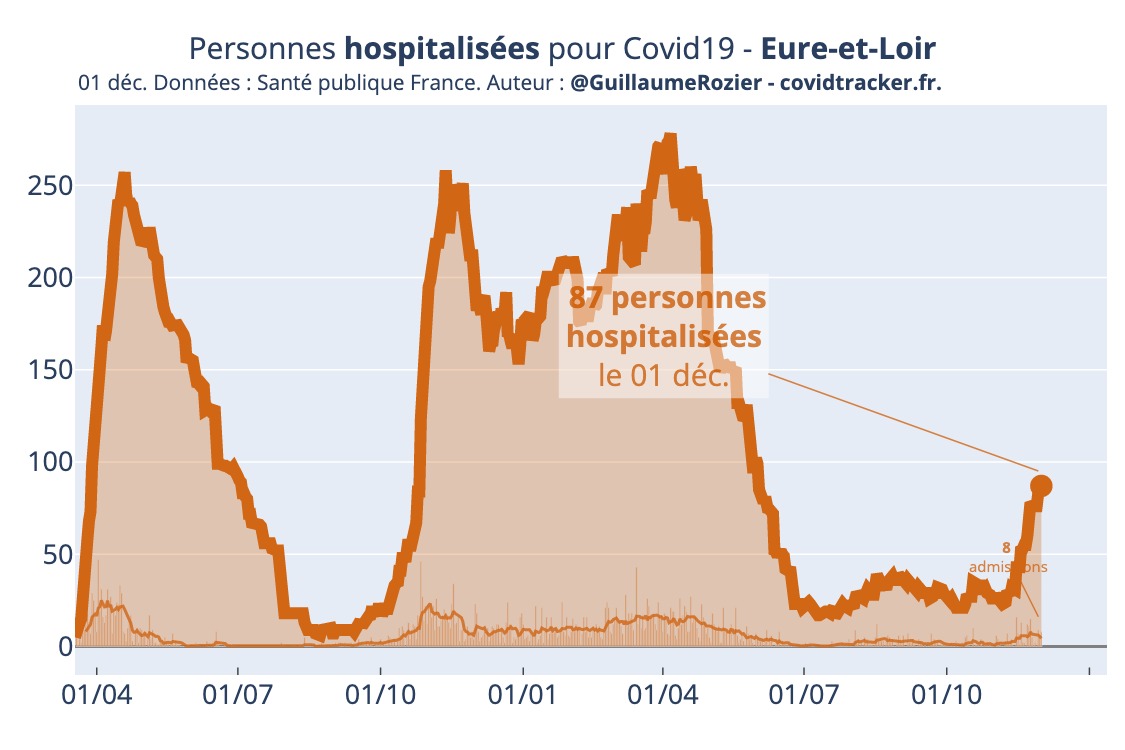 Personnes hospitalisées pour Covid19 - Eure-et-Loir
01 déc. Données : Santé publique France. Auteur : @GuillaumeRozier - covidtracker.fr.
250
200
150
100
50
0
87 personnes
hospitalisées
le 01 déc.
8
admissions
01/04
01/07
01/10
01/01
01/04
01/07
01/10